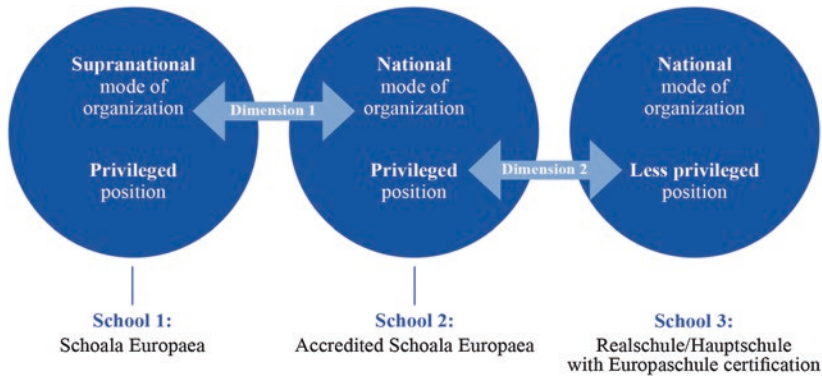 Supranational
mode of
organization
Dimension 1
Privileged
position
National
mode of
organization
Privileged
position
Dimension 2
National
mode of
organization
Less privileged
position
School 1:
Schoala Europaea
School 2:
Accredited Schoala Europaea
School 3:
Realschule/Hauptschule
with Europaschule certification